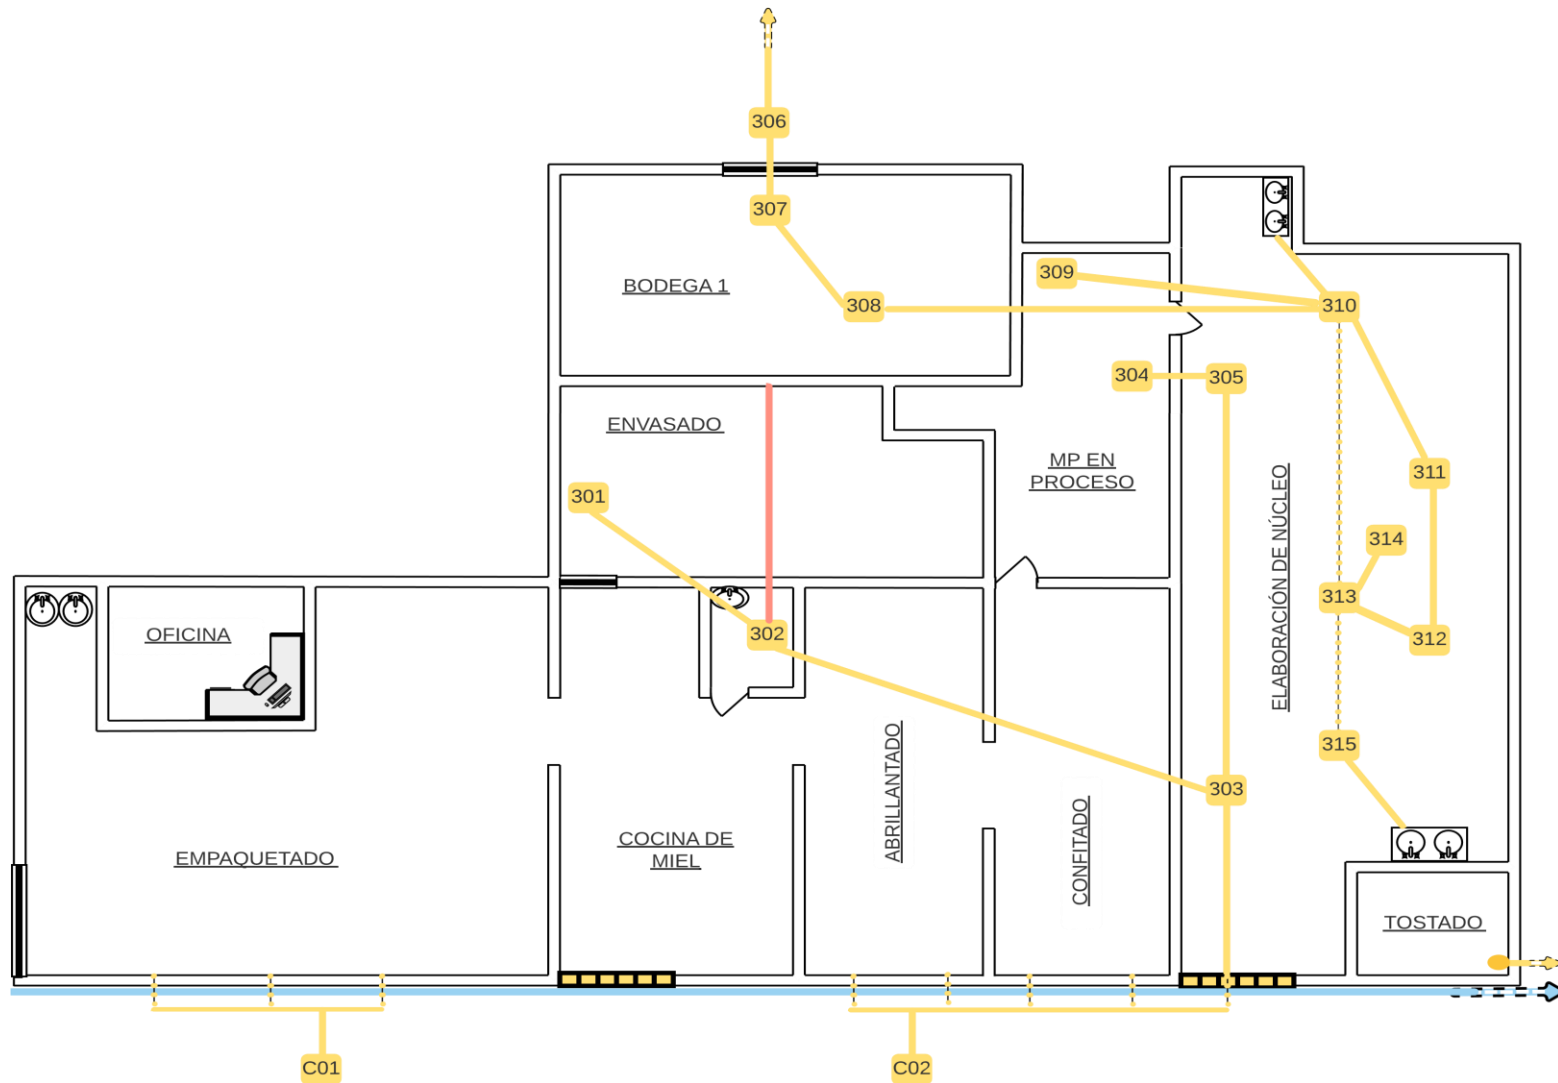 306
307
BODEGA 1
309
308
310
304
305
ENVASADO
MP EN
PROCESO
301
311
314
313
312
ELABORACIÓN DE NÚCLEO
OFICINA
302
315
303
ABRILLANTADO
CONFITADO
EMPAQUETADO
COCINA DE
MIEL
TOSTADO
C01
C02